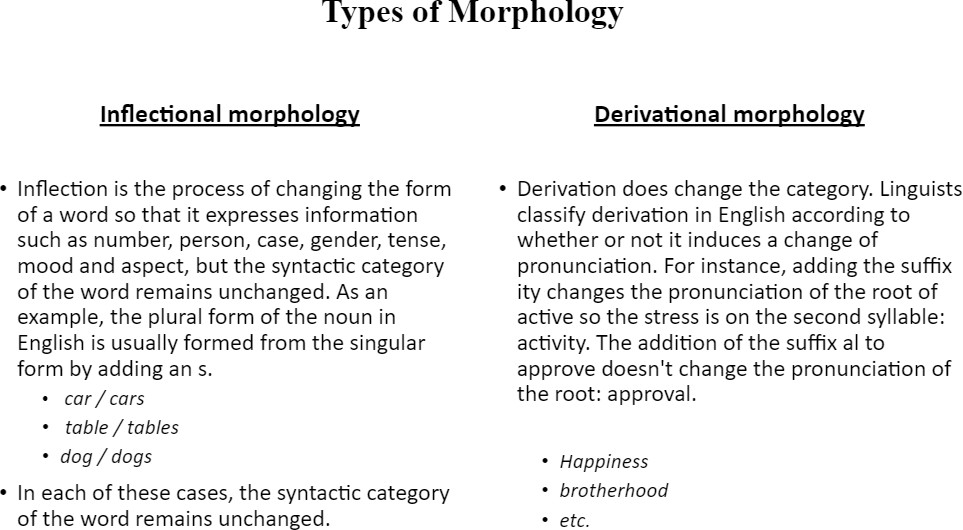 Types of Morphology
Inflectional morphology
• Inflection is the process of changing the form
of a word so that it expresses information
such as number, person, case, gender, tense,
mood and aspect, but the syntactic category
of the word remains unchanged. As an
example, the plural form of the noun in
English is usually formed from the singular
form by adding an s.
• car / cars
• table / tables
• dog / dogs
• In each of these cases, the syntactic category
of the word remains unchanged.
Derivational morphology
• Derivation does change the category. Linguists
classify derivation in English according to
whether or not it induces a change of
pronunciation. For instance, adding the suffix
ity changes the pronunciation of the root of
active so the stress is on the second syllable:
activity. The addition of the suffix al to
approve doesn't change the pronunciation of
the root: approval.
• Happiness
• brotherhood
• etc.